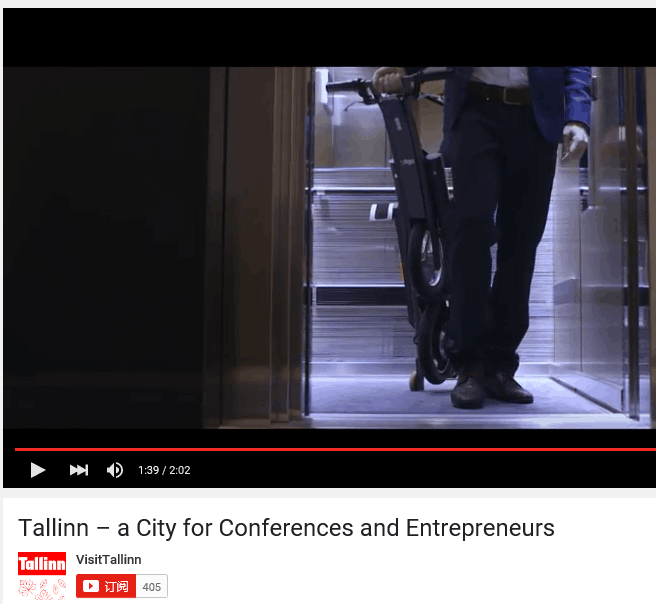 1:39 / 2:02
Tallinn – a City for Conferences and Entrepreneurs
Tallinn
VisitTallinn
订阅 405